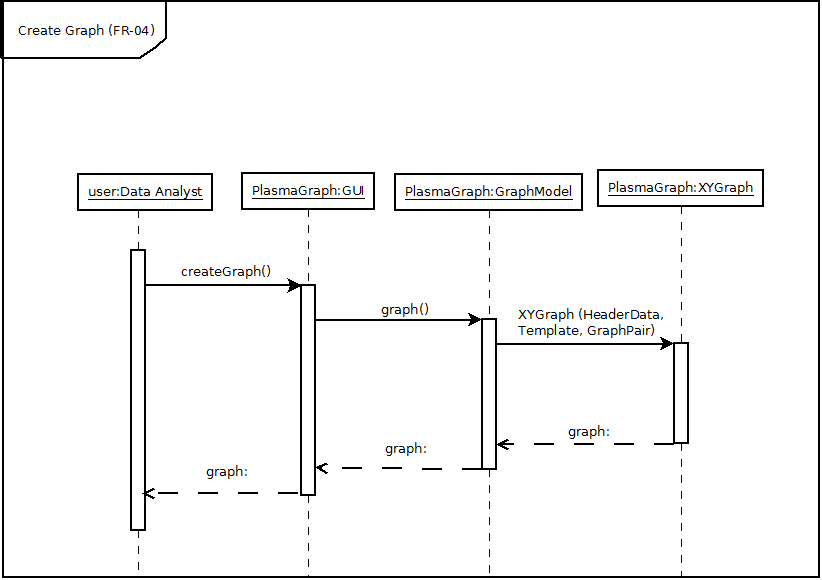 Create Graph (FR-04)
user:Data Analyst
PlasmaGraph:GUI
PlasmaGraph:GraphModel
PlasmaGraph:XYGraph
createGraph()
graph()
XYGraph (HeaderData,
Template, GraphPair)
graph:
graph:
graph: